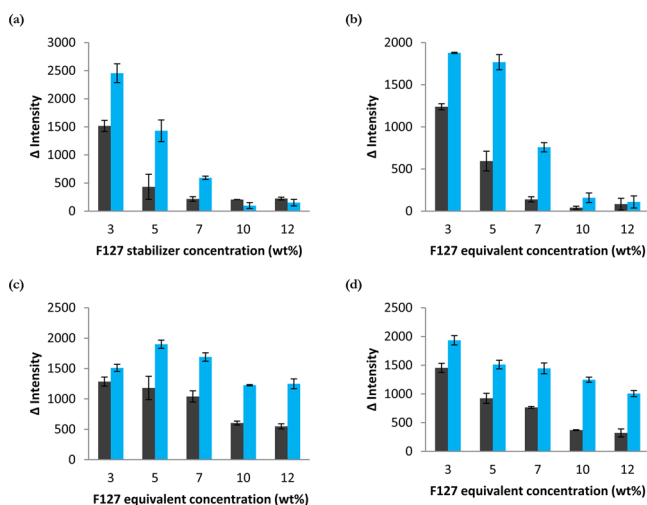 (a)
3000
2500
2000
1500
1000
500
0
Δ Intensity
3 5 7 10 12
F127 stabilizer concentration (wt%)
(b)
2000
1500
1000
500
0
Δ Intensity
3 5 7 10 12
F127 equivalent concentration (wt%)
(c)
2500
2000
1500
1000
500
0
Δ Intensity
3 5 7 10 12
F127 equivalent concentration (wt%)
(d)
2500
2000
1500
1000
500
0
Δ Intensity
3 5 7 10 12
F127 equivalent concentration (wt%)